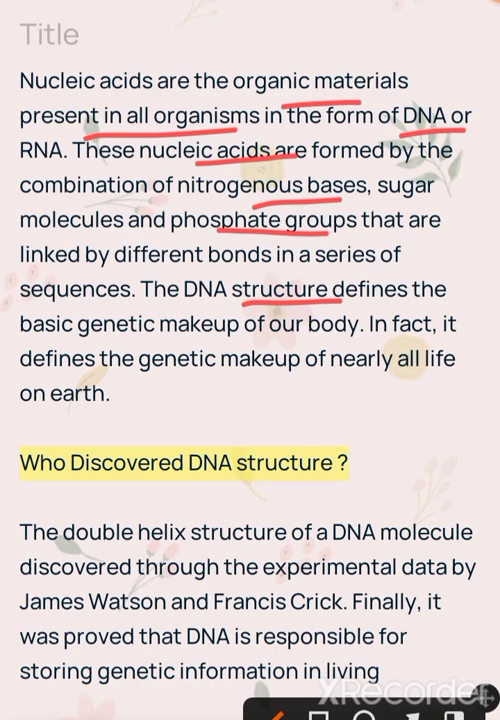 Title
Nucleic acids are the organic materials
present in all organisms in the form of DNA or
RNA. These nucleic acids are formed by the
combination of nitrogenous bases, sugar
molecules and phosphate groups that are
linked by different bonds in a series of
sequences. The DNA structure defines the
basic genetic makeup of our body. In fact, it
defines the genetic makeup of nearly all life
on earth.
Who Discovered DNA structure ?
The double helix structure of a DNA molecule
discovered through the experimental data by
James Watson and Francis Crick. Finally, it
was proved that DNA is responsible for
storing genetic information in living
XRecorder